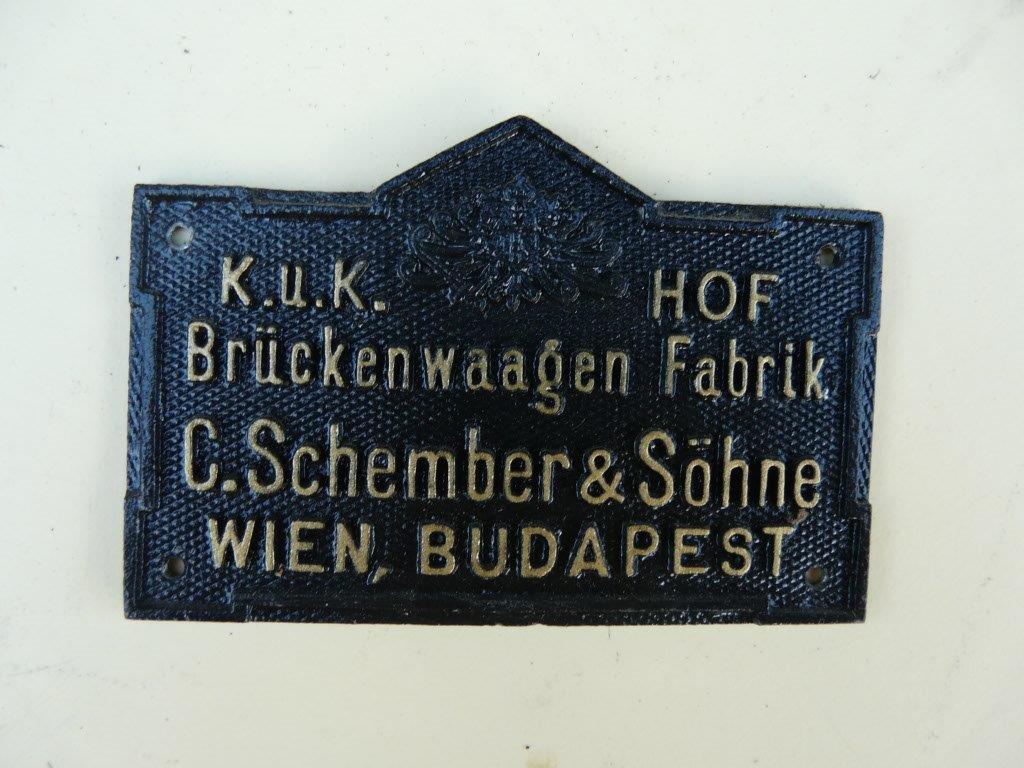 K.u.K. HOF
Brückenwaagen Fabrik
C. Schember & Söhne
WIEN, BUDAPEST